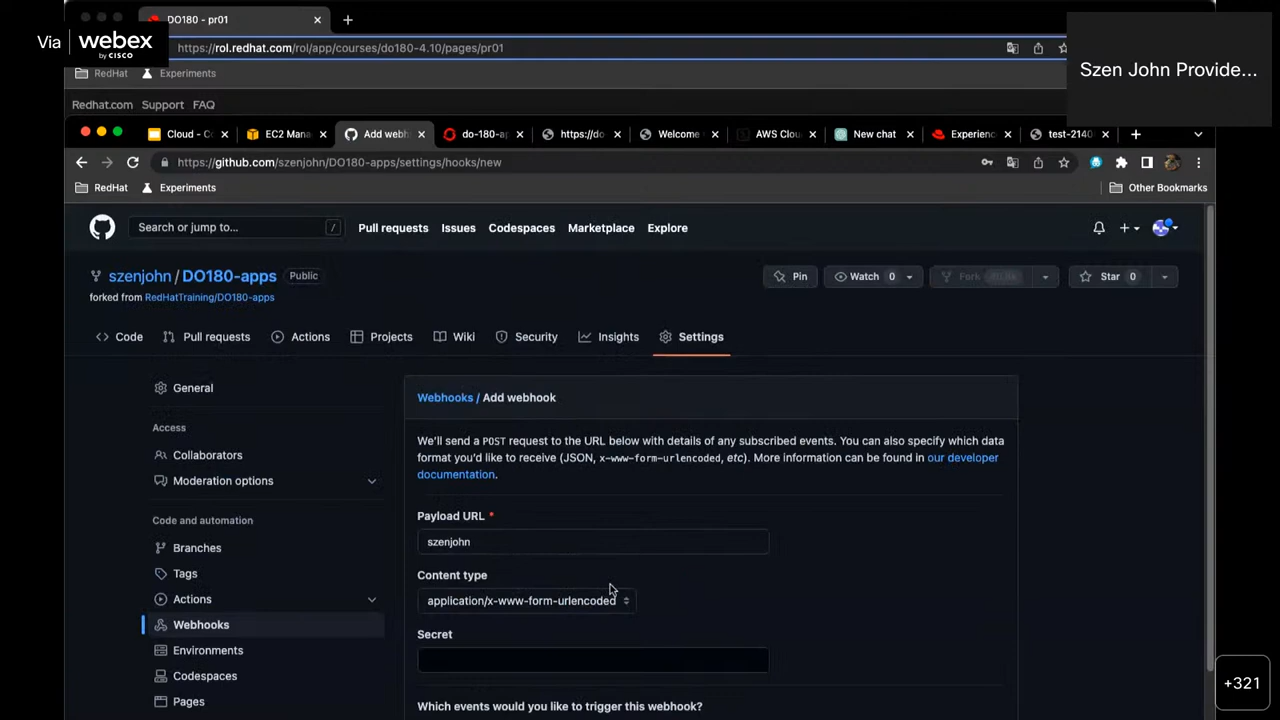 DO180 - pr01
Via webex by CISCO
https://rol.redhat.com/rol/app/courses/do180-4.10/pages/pr01
Szen John Provide...
RedHat Experiments
Redhat.com Support FAQ
Cloud - Co EC2 Mana Add webh do-180-ap https://do Welcome AWS Clou New chat Experienc test-2140
https://github.com/szenjohn/DO180-apps/settings/hooks/new
RedHat Experiments Other Bookmarks
Search or jump to... / Pull requests Issues Codespaces Marketplace Explore
szenjohn / DO180-apps Public Pin Watch 0 Fork Star 0
forked from RedHatTraining/DO180-apps
Code Pull requests Actions Projects Wiki Security Insights Settings
General
Access
Collaborators
Moderation options
Code and automation
Branches
Tags
Actions
Webhooks
Environments
Codespaces
Pages
Webhooks / Add webhook
We'll send a POST request to the URL below with details of any subscribed events. You can also specify which data
format you'd like to receive (JSON, x-www-form-urlencoded, etc). More information can be found in our developer
documentation.
Payload URL *
szenjohn
Content type
application/x-www-form-urlencoded
Secret
Which events would you like to trigger this webhook?
+321